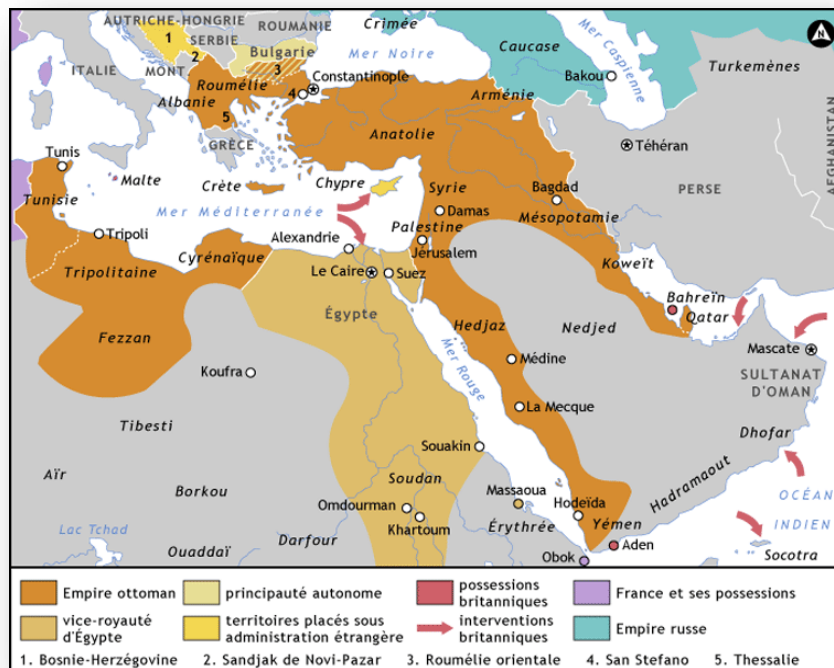 AUTRICHE-HONGRIE
ROUMANIE
Crimée
1
SERBIE
2
Bulgarie
3
Mer Noire
Caucase
Mer Caspienne
N
ITALIE
MONT.
Roumélie
Constantinople
4
Bakou
Turkemènes
Albanie
5
Arménie
GRÈCE
Anatolie
Téhéran
AFGHANISTAN
Tunis
Malte
Crète
Chypre
Syrie
Bagdad
PERSE
Tunisie
Mer Méditerranée
Damas
Mésopotamie
Tripoli
Alexandrie
Palestine
Cyrénaïque
Jérusalem
Koweït
Tripolitaine
Le Caire
Suez
Bahreïn
Qatar
Fezzan
Égypte
Hedjaz
Nedjed
Mascate
Koufra
Mer Rouge
Médine
SULTANAT
D'OMAN
Tibesti
La Mecque
Dhofar
Aïr
Souakin
Hadramaout
Borkou
Soudan
Massaoua
Hodeïda
OCÉAN
INDIEN
Omdourman
Yémen
Lac Tchad
Darfour
Khartoum
Érythrée
Aden
Ouaddaï
Obok
Socotra
Empire ottoman
principauté autonome
possessions
britanniques
France et ses possessions
vice-royauté
d'Égypte
territoires placés sous
administration étrangère
interventions
britanniques
Empire russe
1. Bosnie-Herzégovine 2. Sandjak de Novi-Pazar 3. Roumélie orientale 4. San Stefano 5. Thessalie